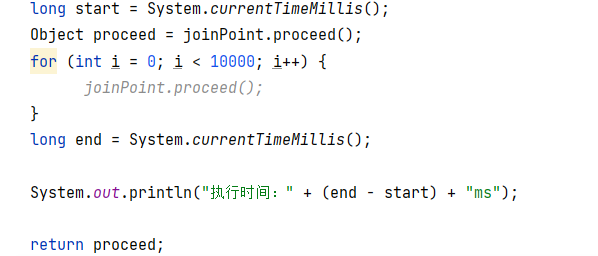 long start = System.currentTimeMillis();
Object proceed = joinPoint.proceed();
for (int i = 0; i < 10000; i++) {
joinPoint.proceed();
}
long end = System.currentTimeMillis();
System.out.println("执行时间：" + (end - start) + "ms");
return proceed;